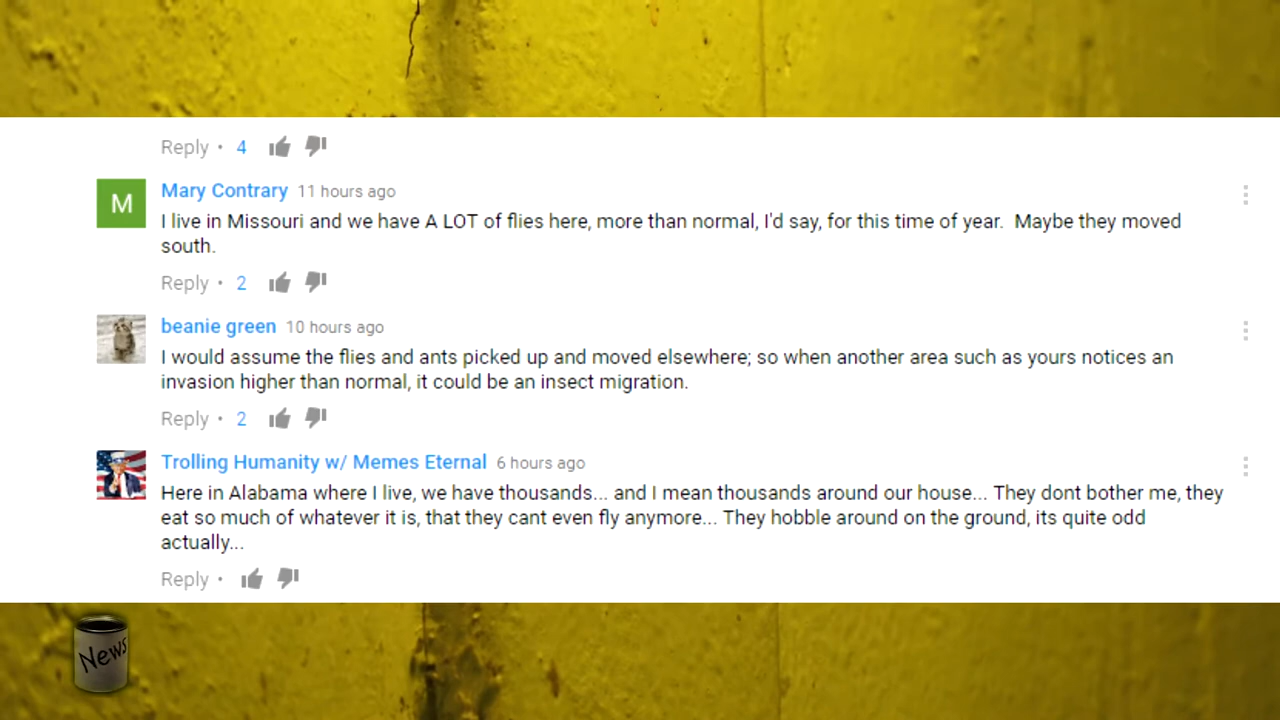 Reply • 4
M
Mary Contrary 11 hours ago
I live in Missouri and we have A LOT of flies here, more than normal, I'd say, for this time of year.  Maybe they moved
south.
Reply • 2
beanie green 10 hours ago
I would assume the flies and ants picked up and moved elsewhere; so when another area such as yours notices an
invasion higher than normal, it could be an insect migration.
Reply • 2
Trolling Humanity w/ Memes Eternal 6 hours ago
Here in Alabama where I live, we have thousands... and I mean thousands around our house... They dont bother me, they
eat so much of whatever it is, that they cant even fly anymore... They hobble around on the ground, its quite odd
actually...
Reply •
News